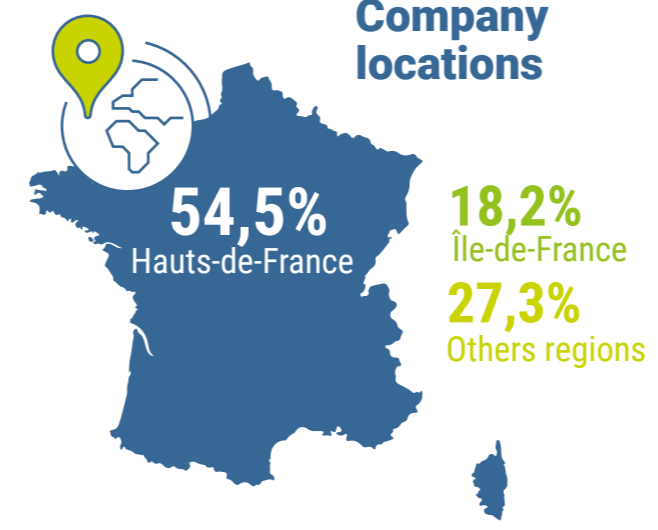 Company
locations
54,5%
Hauts-de-France
18,2%
Île-de-France
27,3%
Others regions